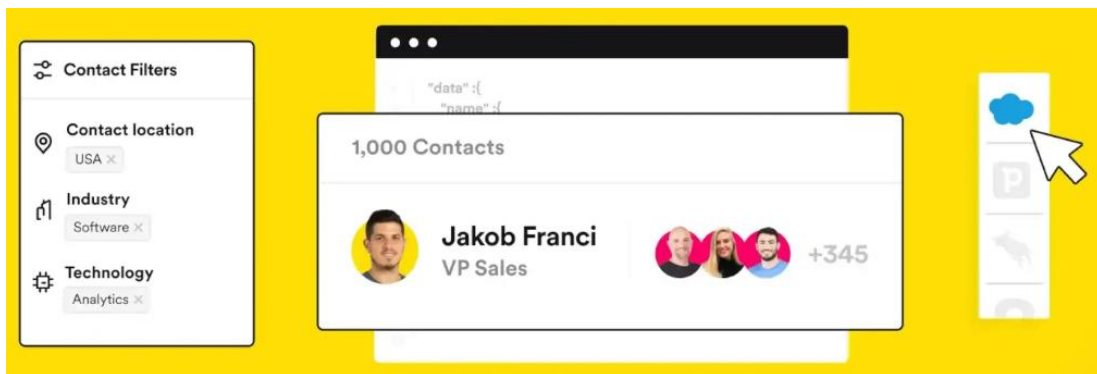 Contact Filters
Contact location
USA ×
Industry
Software ×
Technology
Analytics ×
"data" :{
"name" :{
1,000 Contacts
Jakob Franci
VP Sales
+345
P